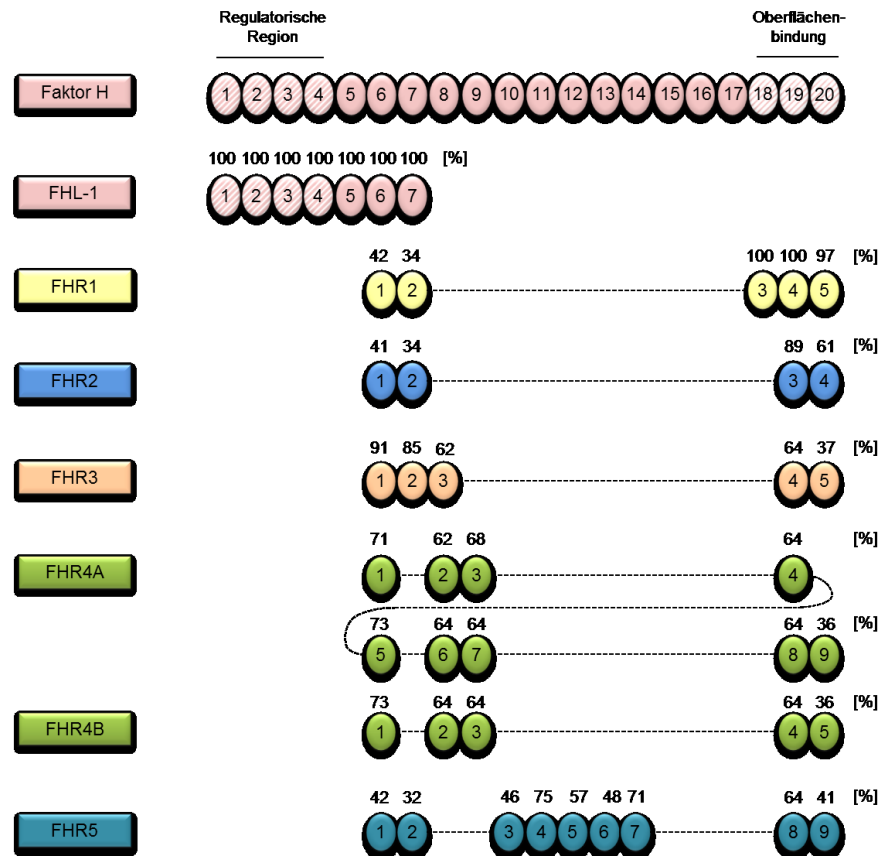 Regulatorische
Region
Oberflächen-
bindung
Faktor H
1 2 3 4 5 6 7 8 9 10 11 12 13 14 15 16 17 18 19 20
100 100 100 100 100 100 100 [%]
FHL-1
1 2 3 4 5 6 7
42 34 100 100 97 [%]
FHR1
1 2 3 4 5
41 34 89 61 [%]
FHR2
1 2 3 4
91 85 62 64 37 [%]
FHR3
1 2 3 4 5
71 62 68 64 [%]
FHR4A
1 2 3 4
73 64 64 64 36 [%]
5 6 7 8 9
73 64 64 64 36 [%]
FHR4B
1 2 3 4 5
42 32 46 75 57 48 71 64 41 [%]
FHR5
1 2 3 4 5 6 7 8 9